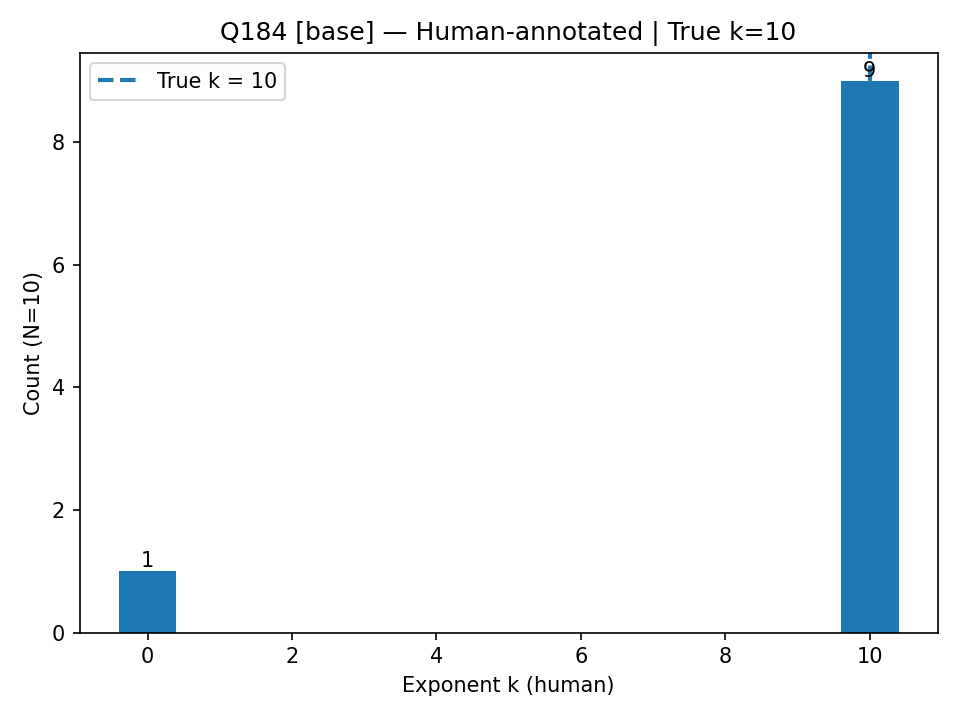 Q184 [base] — Human-annotated | True k=10
True k = 10
9
8
6
4
2
0
1
Count (N=10)
0 2 4 6 8 10
Exponent k (human)